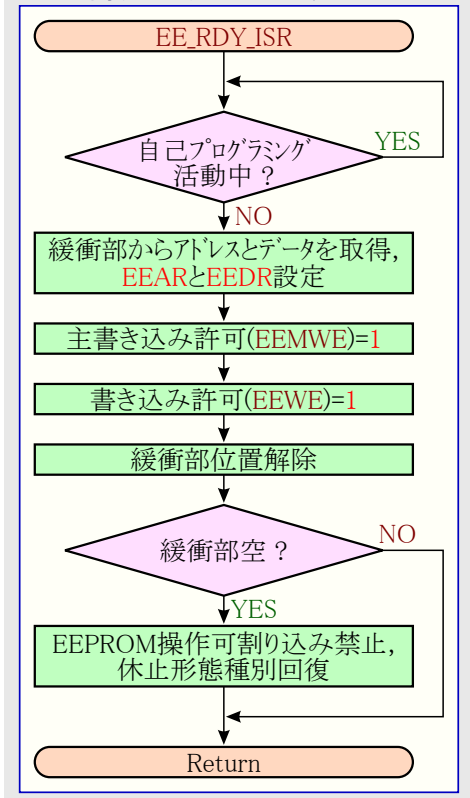 EE_RDY_ISR
自己ﾌﾟﾛｸﾞﾗﾐﾝｸﾞ
活動中 ?
YES
NO
緩衝部からｱﾄﾞﾚｽとﾃﾞｰﾀを取得,
EEARとEEDR設定
主書き込み許可(EEMWE)=1
書き込み許可(EEWE)=1
緩衝部位置解除
緩衝部空 ?
NO
YES
EEPROM操作可割り込み禁止,
休止形態種別回復
Return